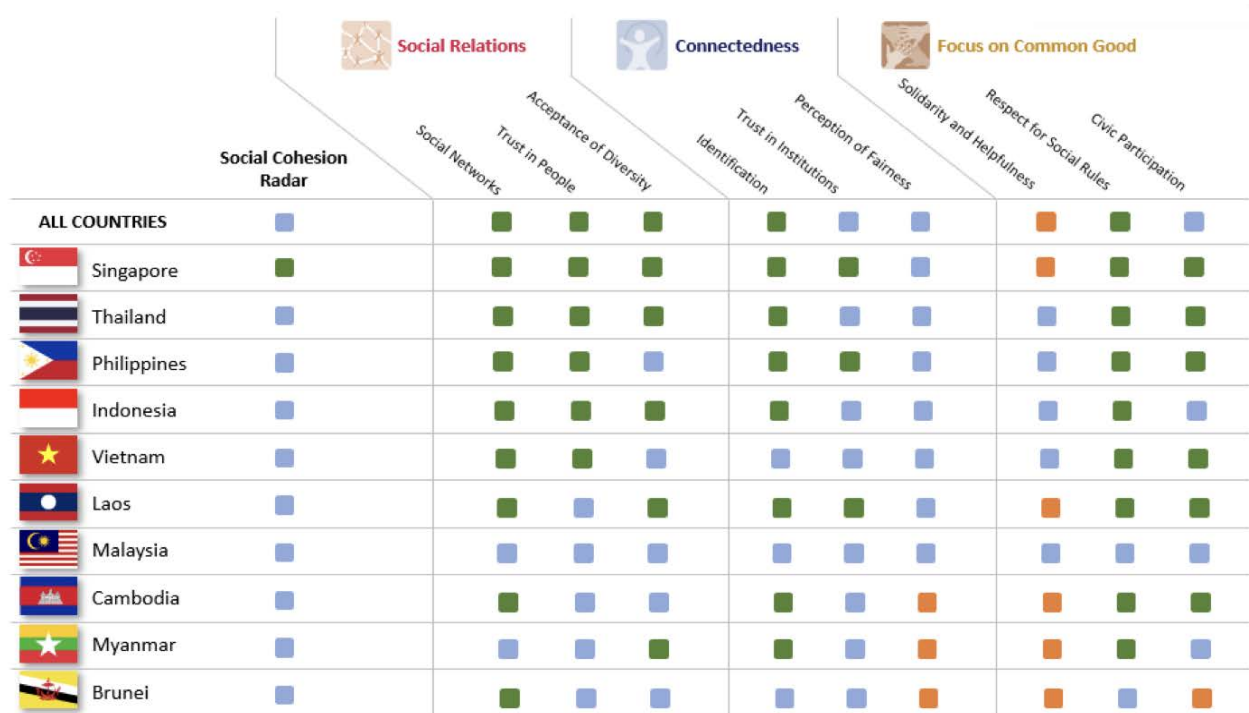 Social Relations
Connectedness
Focus on Common Good
Social Cohesion
Radar
Social Networks
Trust in People
Acceptance of Diversity
Identification
Trust in Institutions
Perception of Fairness
Solidarity and Helpfulness
Respect for Social Rules
Civic Participation
ALL COUNTRIES
Singapore
Thailand
Philippines
Indonesia
Vietnam
Laos
Malaysia
Cambodia
Myanmar
Brunei